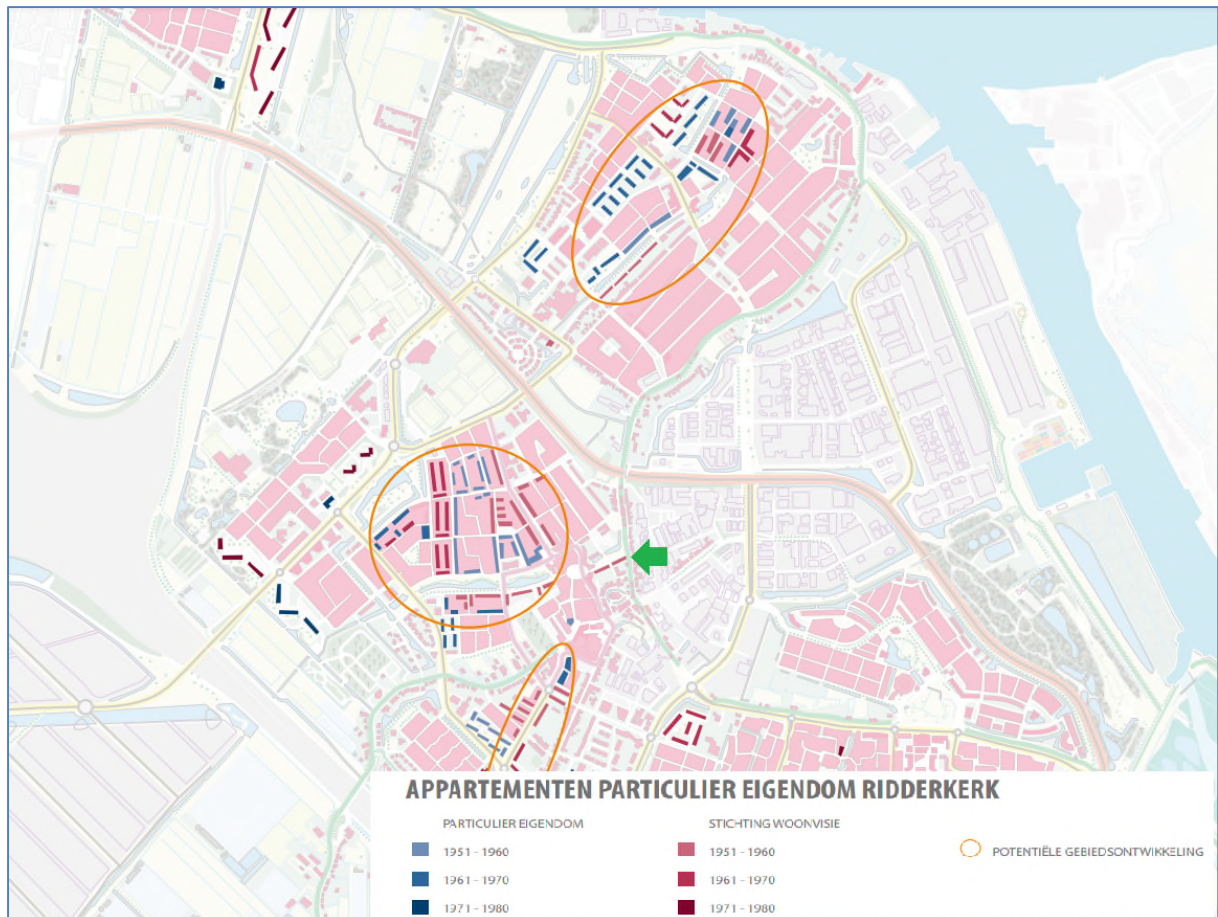 APPARTEMENTEN PARTICULIER EIGENDOM RIDDERKERK
PARTICULIER EIGENDOM
1951 - 1960
1961 - 1970
1971 - 1980
STICHTING WOONVISIE
1951 - 1960
1961 - 1970
1971 - 1980
POTENTIËLE GEBIEDSONTWIKKELING